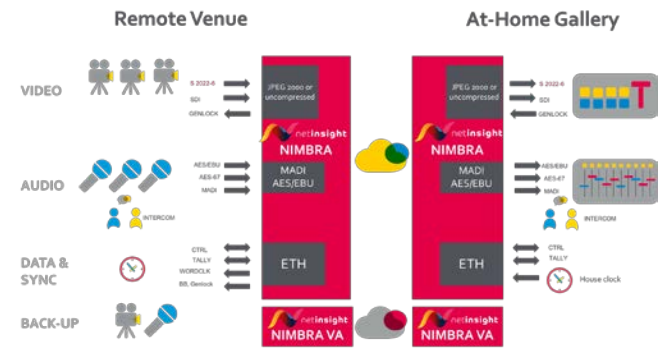 Remote Venue
At-Home Gallery
VIDEO
S 2022-6
SDI
GENLOCK
JPEG 2000 or
uncompressed
netinsight
NIMBRA
JPEG 2000 or
uncompressed
netinsight
NIMBRA
S 2022-6
SDI
GENLOCK
AUDIO
AES/EBU
AES-67
MADI
INTERCOM
MADI
AES/EBU
MADI
AES/EBU
AES/EBU
AES-67
MADI
INTERCOM
DATA &
SYNC
CTRL
TALLY
WORDCLK
BB, Genlock
ETH
ETH
CTRL
TALLY
House clock
BACK-UP
netinsight
NIMBRA VA
netinsight
NIMBRA VA